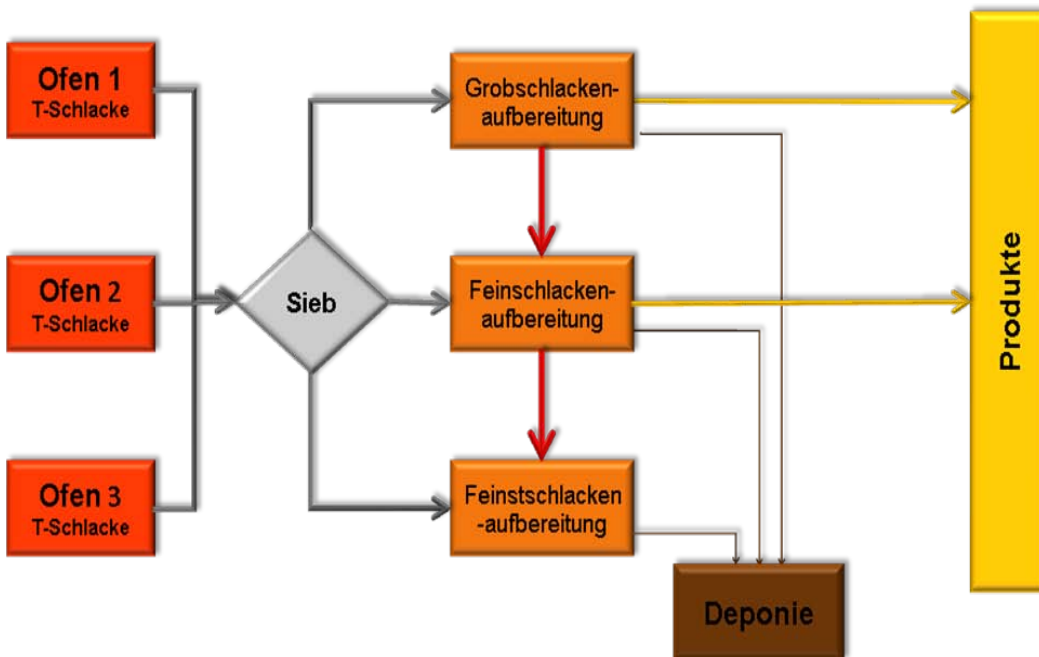 Ofen 1
T-Schlacke
Ofen 2
T-Schlacke
Ofen 3
T-Schlacke
Sieb
Grobschlacken-
aufbereitung
Feinschlacken-
aufbereitung
Feinstschlacken
-aufbereitung
Deponie
Produkte